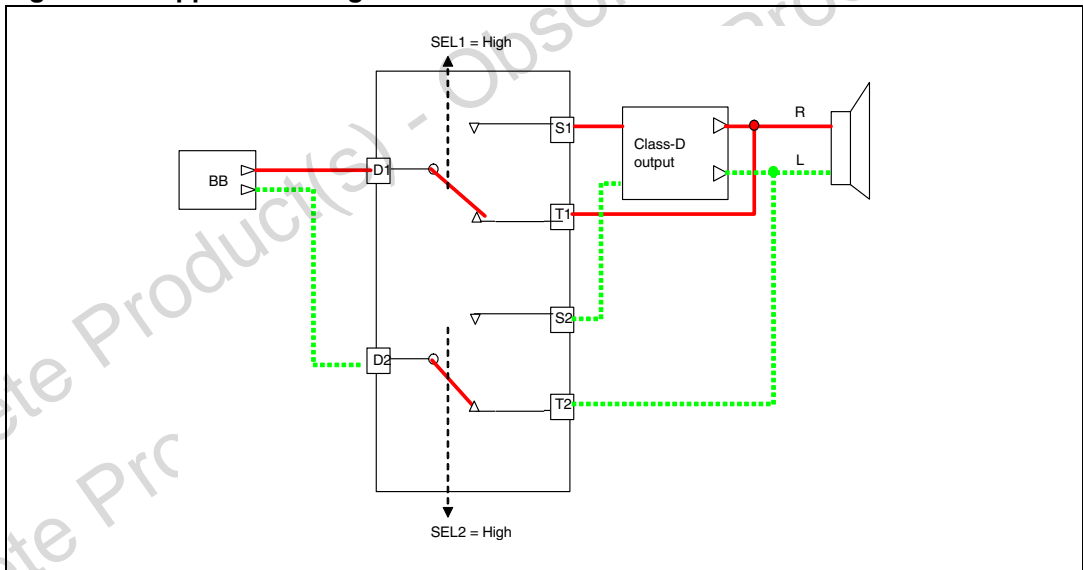 SEL1 = High
S1
R
Class-D
output
L
BB
D1
T1
S2
D2
T2
SEL2 = High